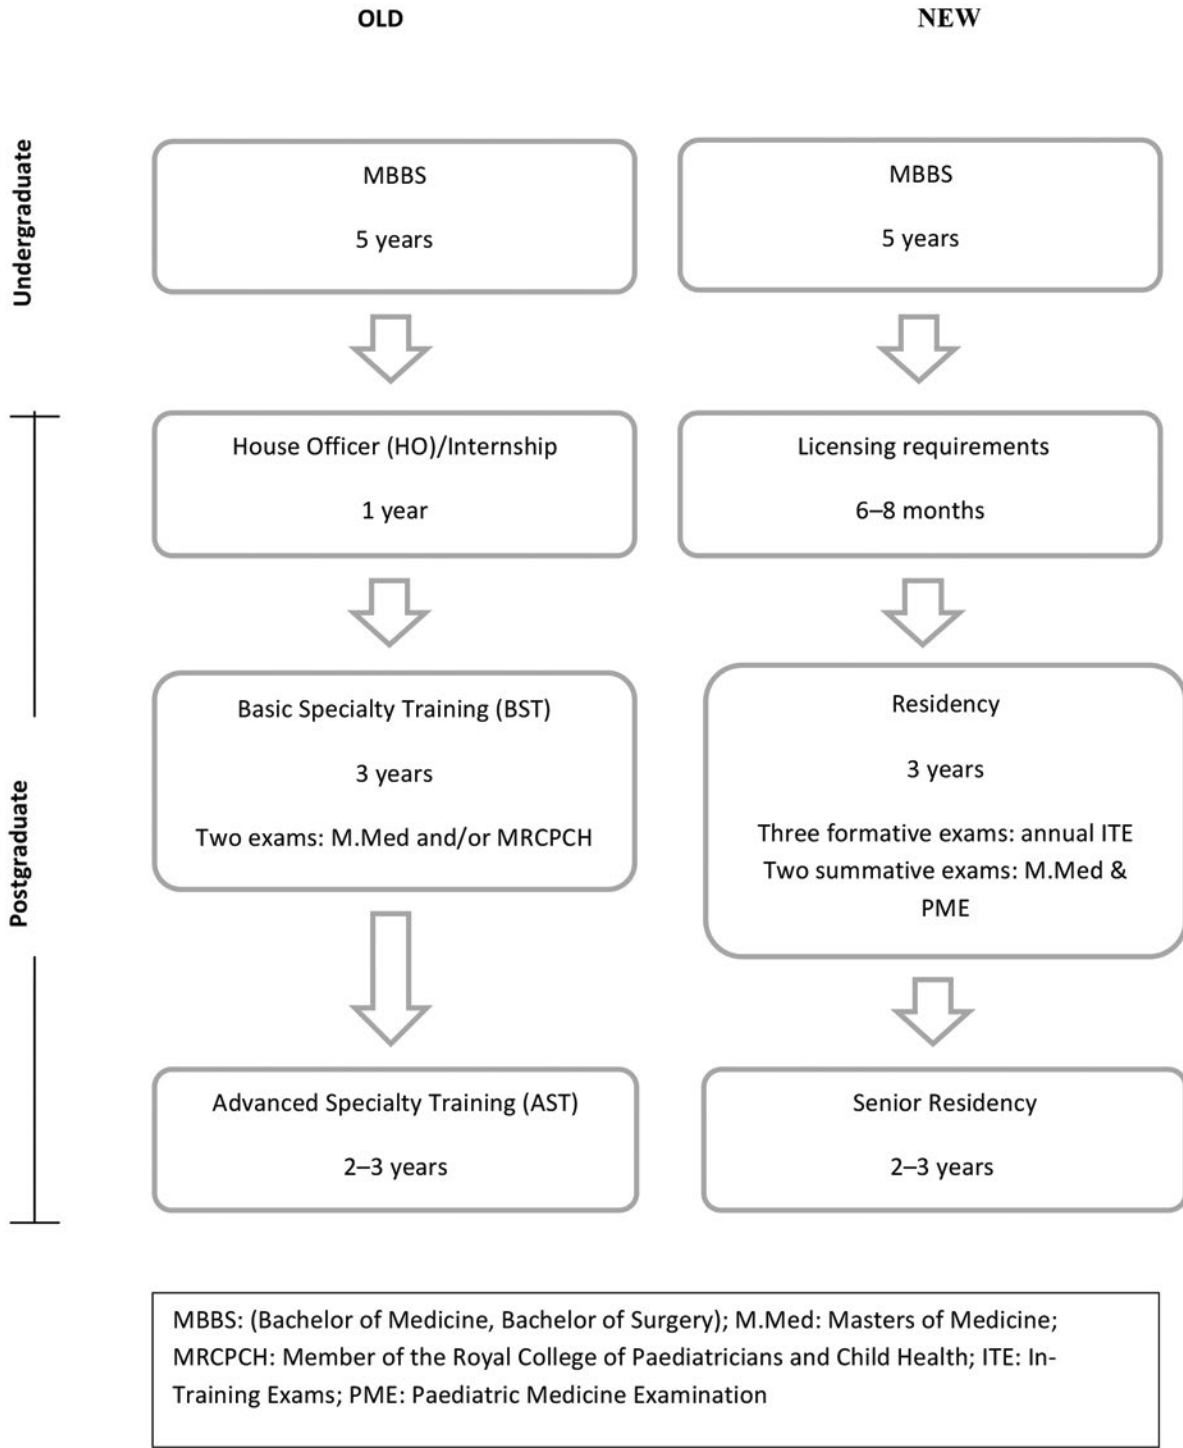 OLD
NEW
Undergraduate
MBBS
5 years
MBBS
5 years
House Officer (HO)/Internship
1 year
Licensing requirements
6–8 months
Postgraduate
Basic Specialty Training (BST)
3 years
Two exams: M.Med and/or MRCPCH
Residency
3 years
Three formative exams: annual ITE
Two summative exams: M.Med &
PME
Advanced Specialty Training (AST)
2–3 years
Senior Residency
2–3 years
MBBS: (Bachelor of Medicine, Bachelor of Surgery); M.Med: Masters of Medicine;
MRCPCH: Member of the Royal College of Paediatricians and Child Health; ITE: In-
Training Exams; PME: Paediatric Medicine Examination